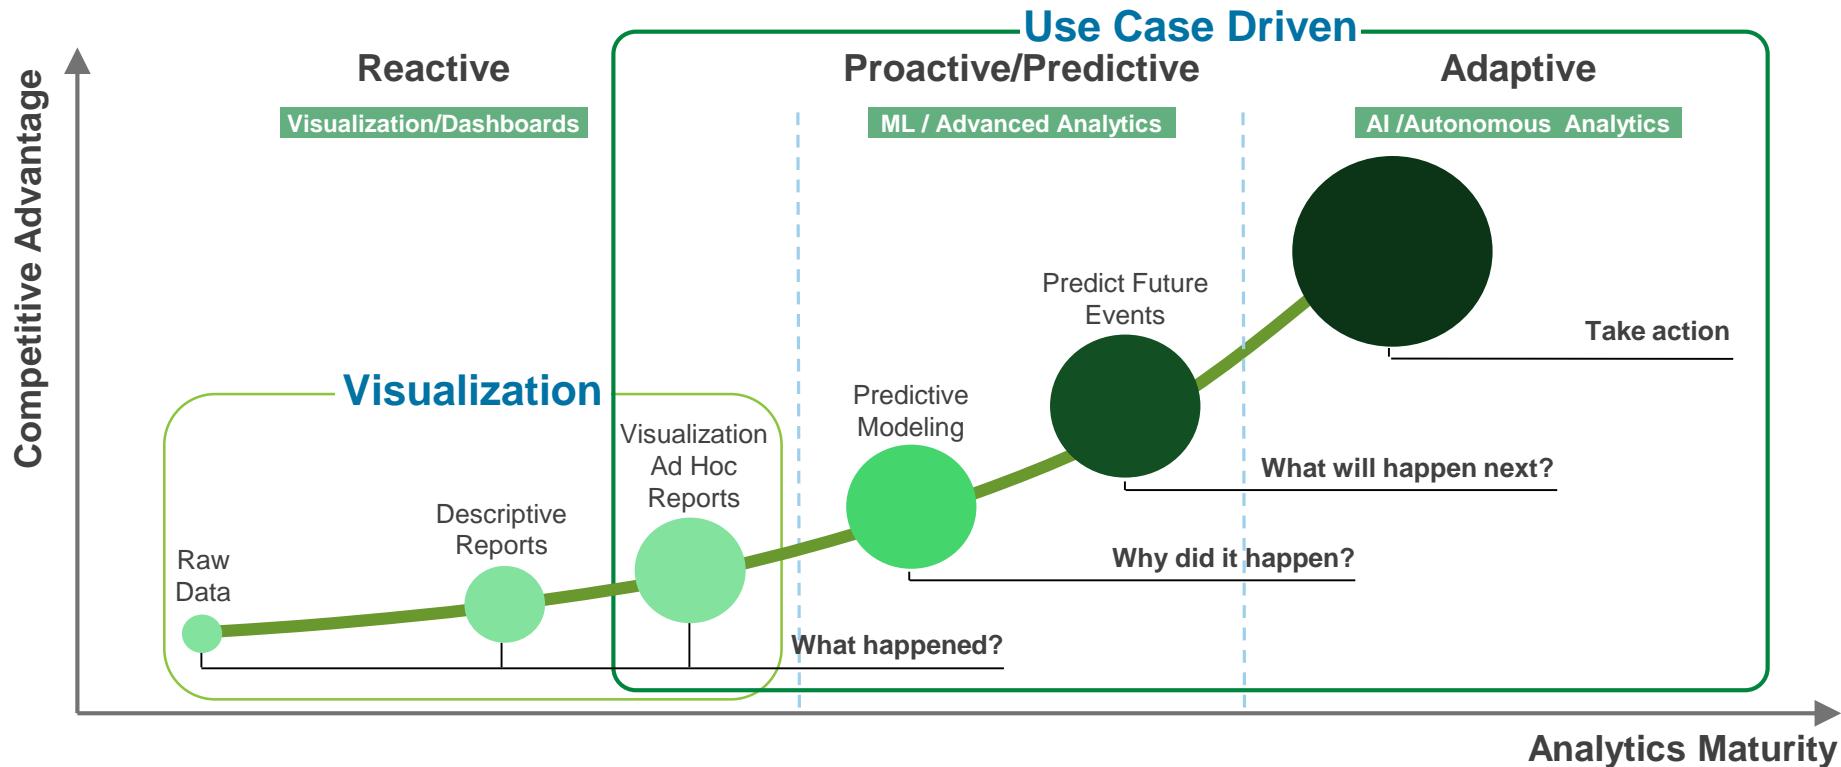 Use Case Driven
Reactive
Proactive/Predictive
Adaptive
Visualization/Dashboards
ML / Advanced Analytics
AI /Autonomous Analytics
Competitive Advantage
Predict Future
Events
Take action
Visualization
Predictive
Modeling
Visualization
Ad Hoc
Reports
What will happen next?
Descriptive
Reports
Raw
Data
Why did it happen?
What happened?
Analytics Maturity